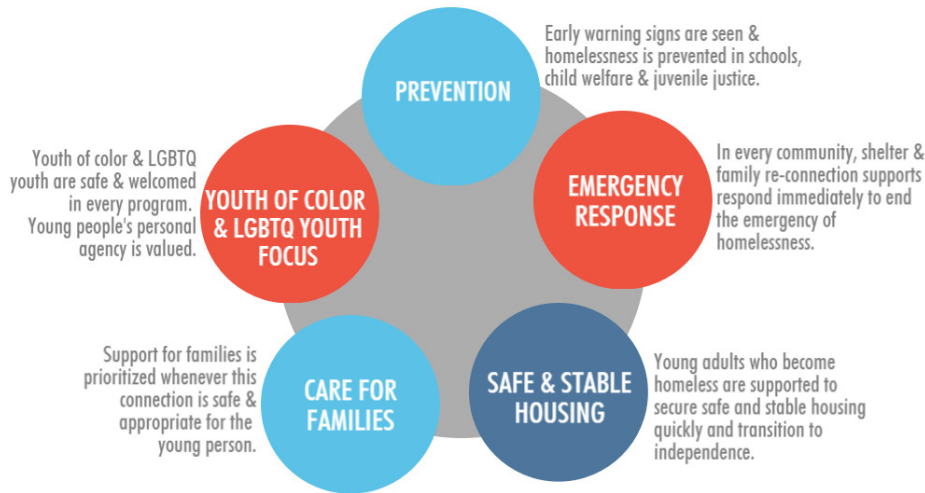 PREVENTION
Early warning signs are seen &
homelessness is prevented in schools,
child welfare & juvenile justice.
EMERGENCY
RESPONSE
In every community, shelter &
family re-connection supports
respond immediately to end
the emergency of
homelessness.
SAFE & STABLE
HOUSING
Young adults who become
homeless are supported to
secure safe and stable housing
quickly and transition to
independence.
CARE FOR
FAMILIES
Support for families is
prioritized whenever this
connection is safe &
appropriate for the
young person.
YOUTH OF COLOR
& LGBTQ YOUTH
FOCUS
Youth of color & LGBTQ
youth are safe & welcomed
in every program.
Young people's personal
agency is valued.